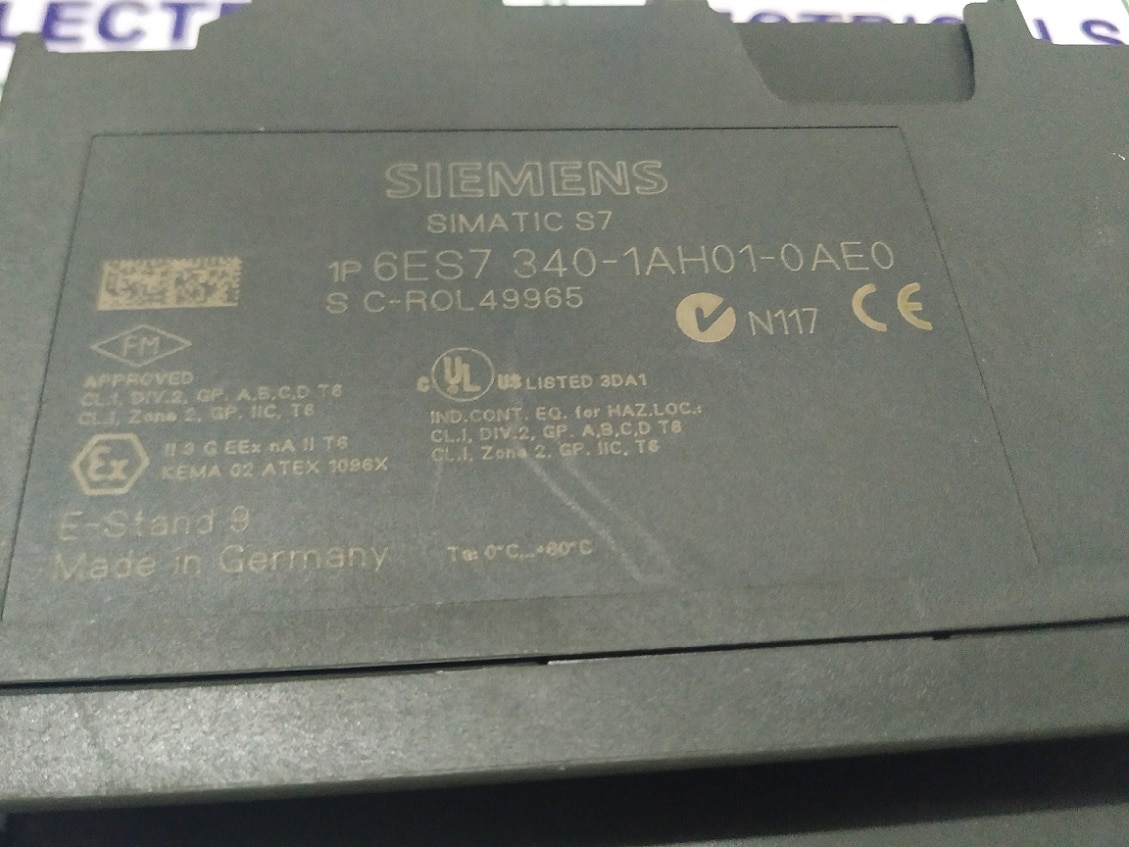 SIEMENS
SIMATIC S7
1P 6ES7 340-1AH01-0AE0
S C-R0L49965
N117
CE
FM
APPROVED
CL.I, DIV.2, GP. A,B,C,D T6
CL.I, Zone 2, GP. IIC, T6
c UL US LISTED 3DA1
IND.CONT. EQ. for HAZ.LOC.:
CL.I, DIV.2, GP. A,B,C,D T6
CL.I, Zone 2, GP. IIC, T6
Ex II 3 G EEx nA II T6
KEMA 02 ATEX 1096X
E-Stand 9
Made in Germany
Ta: 0°C...+60°C